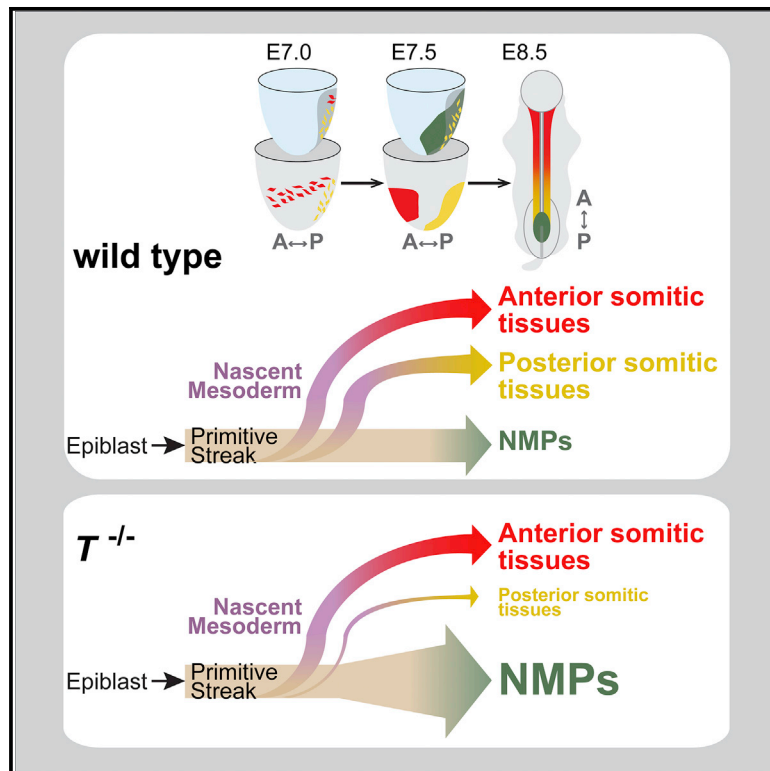 E7.0 E7.5 E8.5
A↔P A↔P
A
↕
P
wild type
Anterior somitic
tissues
Nascent
Mesoderm
Posterior somitic
tissues
Epiblast → Primitive
Streak
NMPs
T -/-
Anterior somitic
tissues
Nascent
Mesoderm
Posterior somitic
tissues
Epiblast → Primitive
Streak
NMPs